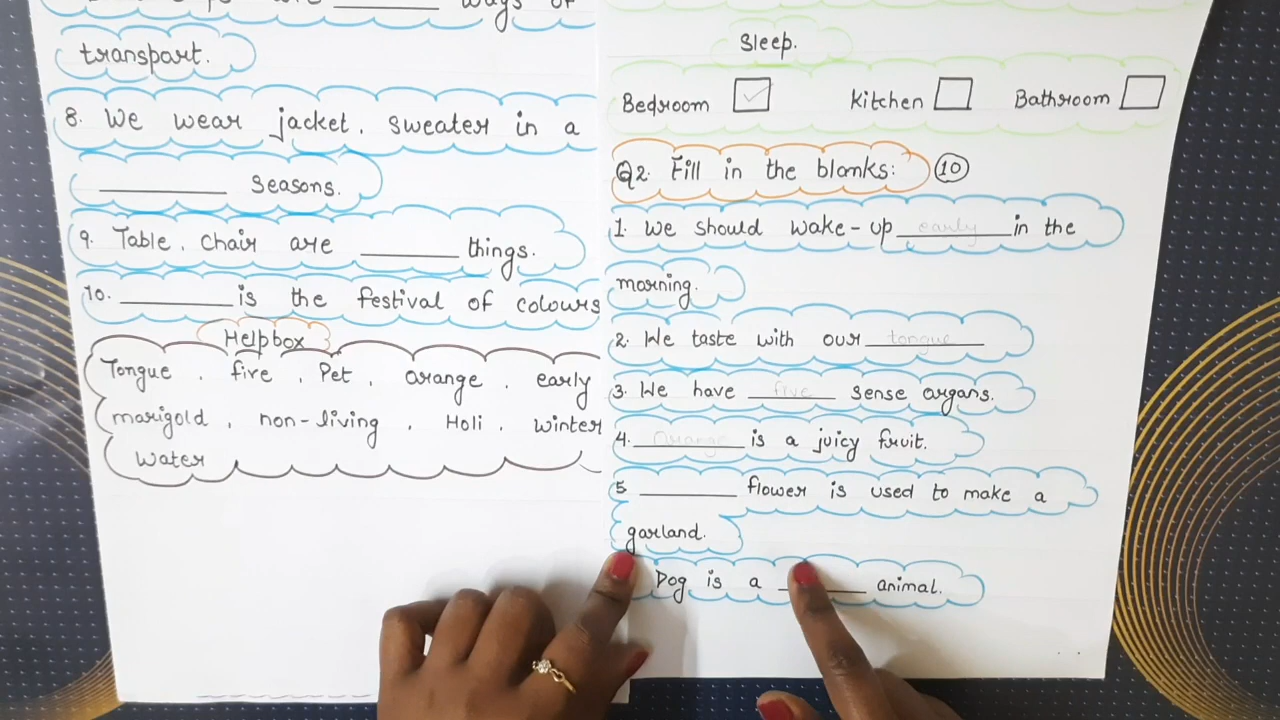 transport.
8. We wear jacket, sweater in a
________ seasons.
9. Table, Chair are ________ things.
10. ________ is the festival of colours
Helpbox
Tongue, five, Pet, orange, early
marigold, non-living, Holi, winter
Water
Sleep.
Bedroom Kitchen Bathroom
Q2. Fill in the blanks: 10
1. We should wake-up early in the
morning.
2. We taste with our tongue
3. We have five sense organs.
4. Orange is a juicy fruit.
5 ________ flower is used to make a
garland.
Dog is a ________ animal.